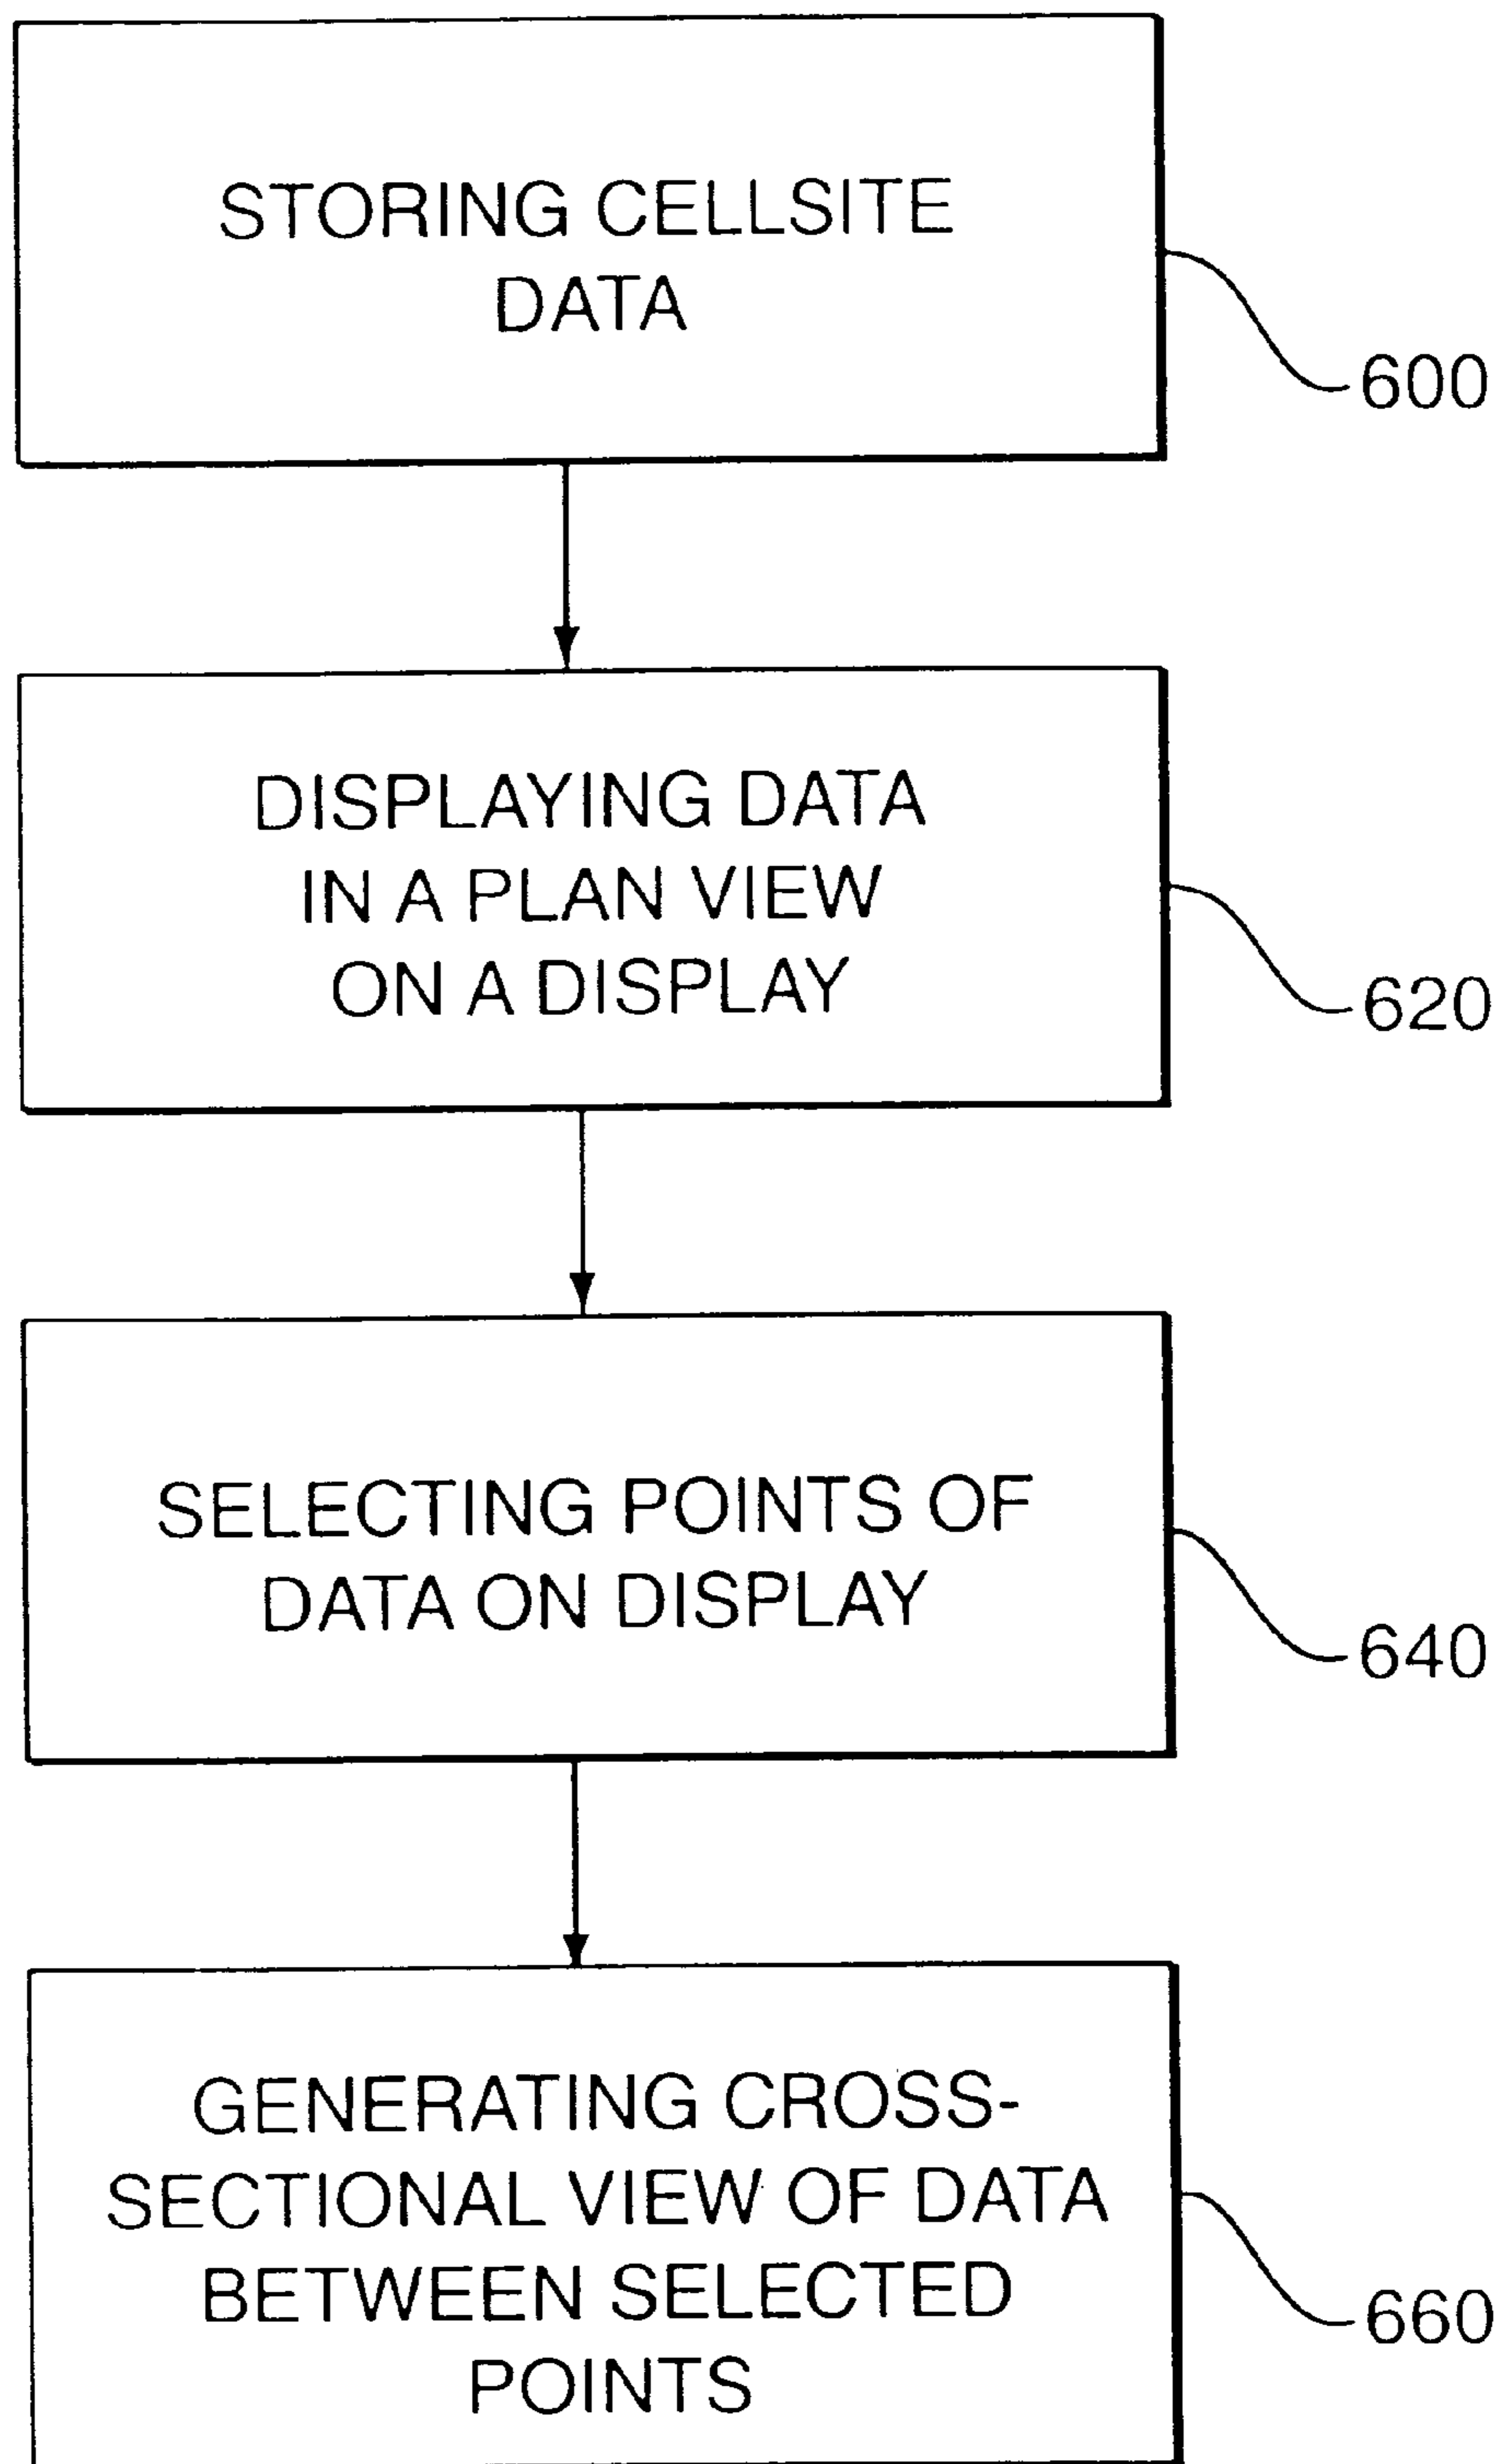 STORING CELLSITE
DATA
600
DISPLAYING DATA
IN A PLAN VIEW
ON A DISPLAY
620
SELECTING POINTS OF
DATA ON DISPLAY
640
GENERATING CROSS-
SECTIONAL VIEW OF DATA
BETWEEN SELECTED
POINTS
660